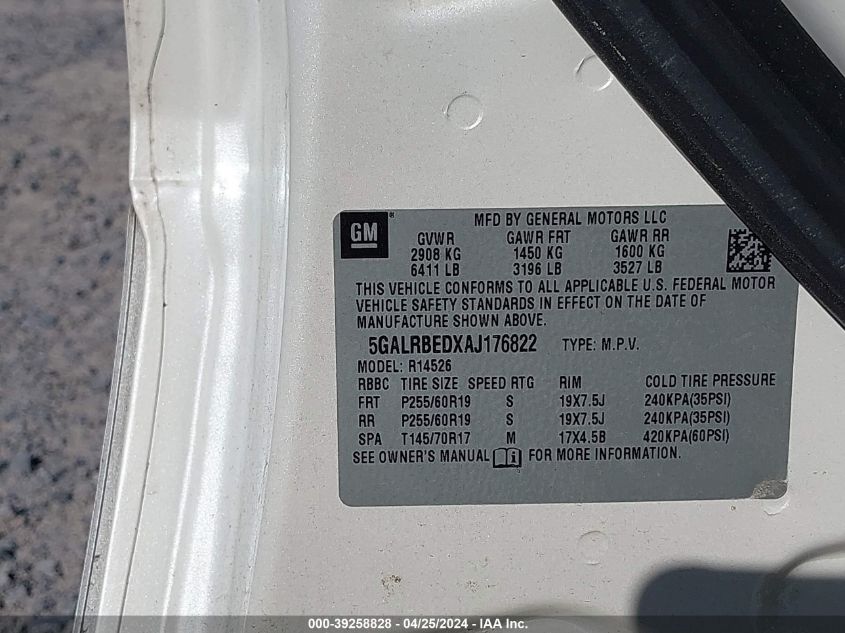 GM
MFD BY GENERAL MOTORS LLC
GVWR GAWR FRT GAWR RR
2908 KG 1450 KG 1600 KG
6411 LB 3196 LB 3527 LB
THIS VEHICLE CONFORMS TO ALL APPLICABLE U.S. FEDERAL MOTOR
VEHICLE SAFETY STANDARDS IN EFFECT ON THE DATE OF
MANUFACTURE SHOWN ABOVE.
5GALRBEDXAJ176822 TYPE: M.P.V.
MODEL: R14526
RBBC TIRE SIZE SPEED RTG RIM COLD TIRE PRESSURE
FRT P255/60R19 S 19X7.5J 240KPA(35PSI)
RR P255/60R19 S 19X7.5J 240KPA(35PSI)
SPA T145/70R17 M 17X4.5B 420KPA(60PSI)
SEE OWNER'S MANUAL i FOR MORE INFORMATION.
000-39258828 - 04/25/2024 - IAA, Inc.